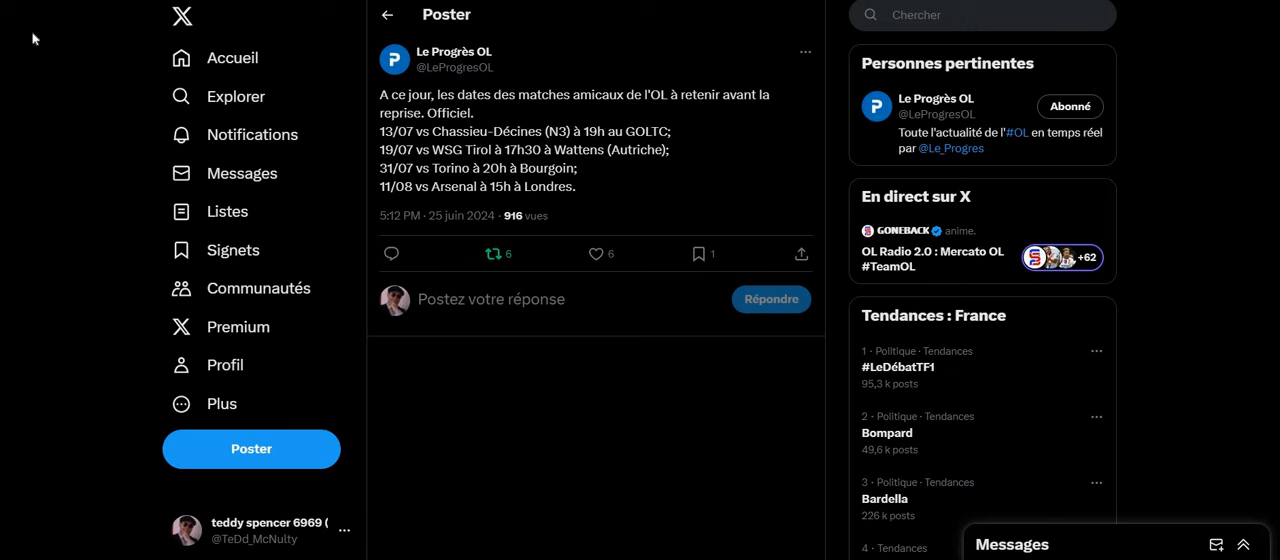 Accueil
Explorer
Notifications
Messages
Listes
Signets
Communautés
Premium
Profil
Plus
Poster
teddy spencer 6969 (
@TeDd_McNulty
Poster
Le Progrès OL
@LeProgresOL
A ce jour, les dates des matches amicaux de l'OL à retenir avant la
reprise. Officiel.
13/07 vs Chassieu-Décines (N3) à 19h au GOLTC;
19/07 vs WSG Tirol à 17h30 à Wattens (Autriche);
31/07 vs Torino à 20h à Bourgoin;
11/08 vs Arsenal à 15h à Londres.
5:12 PM · 25 juin 2024 · 916 vues
6 6 1
Postez votre réponse
Répondre
Chercher
Personnes pertinentes
Le Progrès OL
@LeProgresOL
Abonné
Toute l'actualité de l'#OL en temps réel
par @Le_Progres
En direct sur X
GONEBACK anime.
OL Radio 2.0 : Mercato OL
#TeamOL
+62
Tendances : France
1 · Politique · Tendances
#LeDébatTF1
95,3 k posts
2 · Politique · Tendances
Bompard
49,6 k posts
3 · Politique · Tendances
Bardella
226 k posts
4 · Tendances
Messages